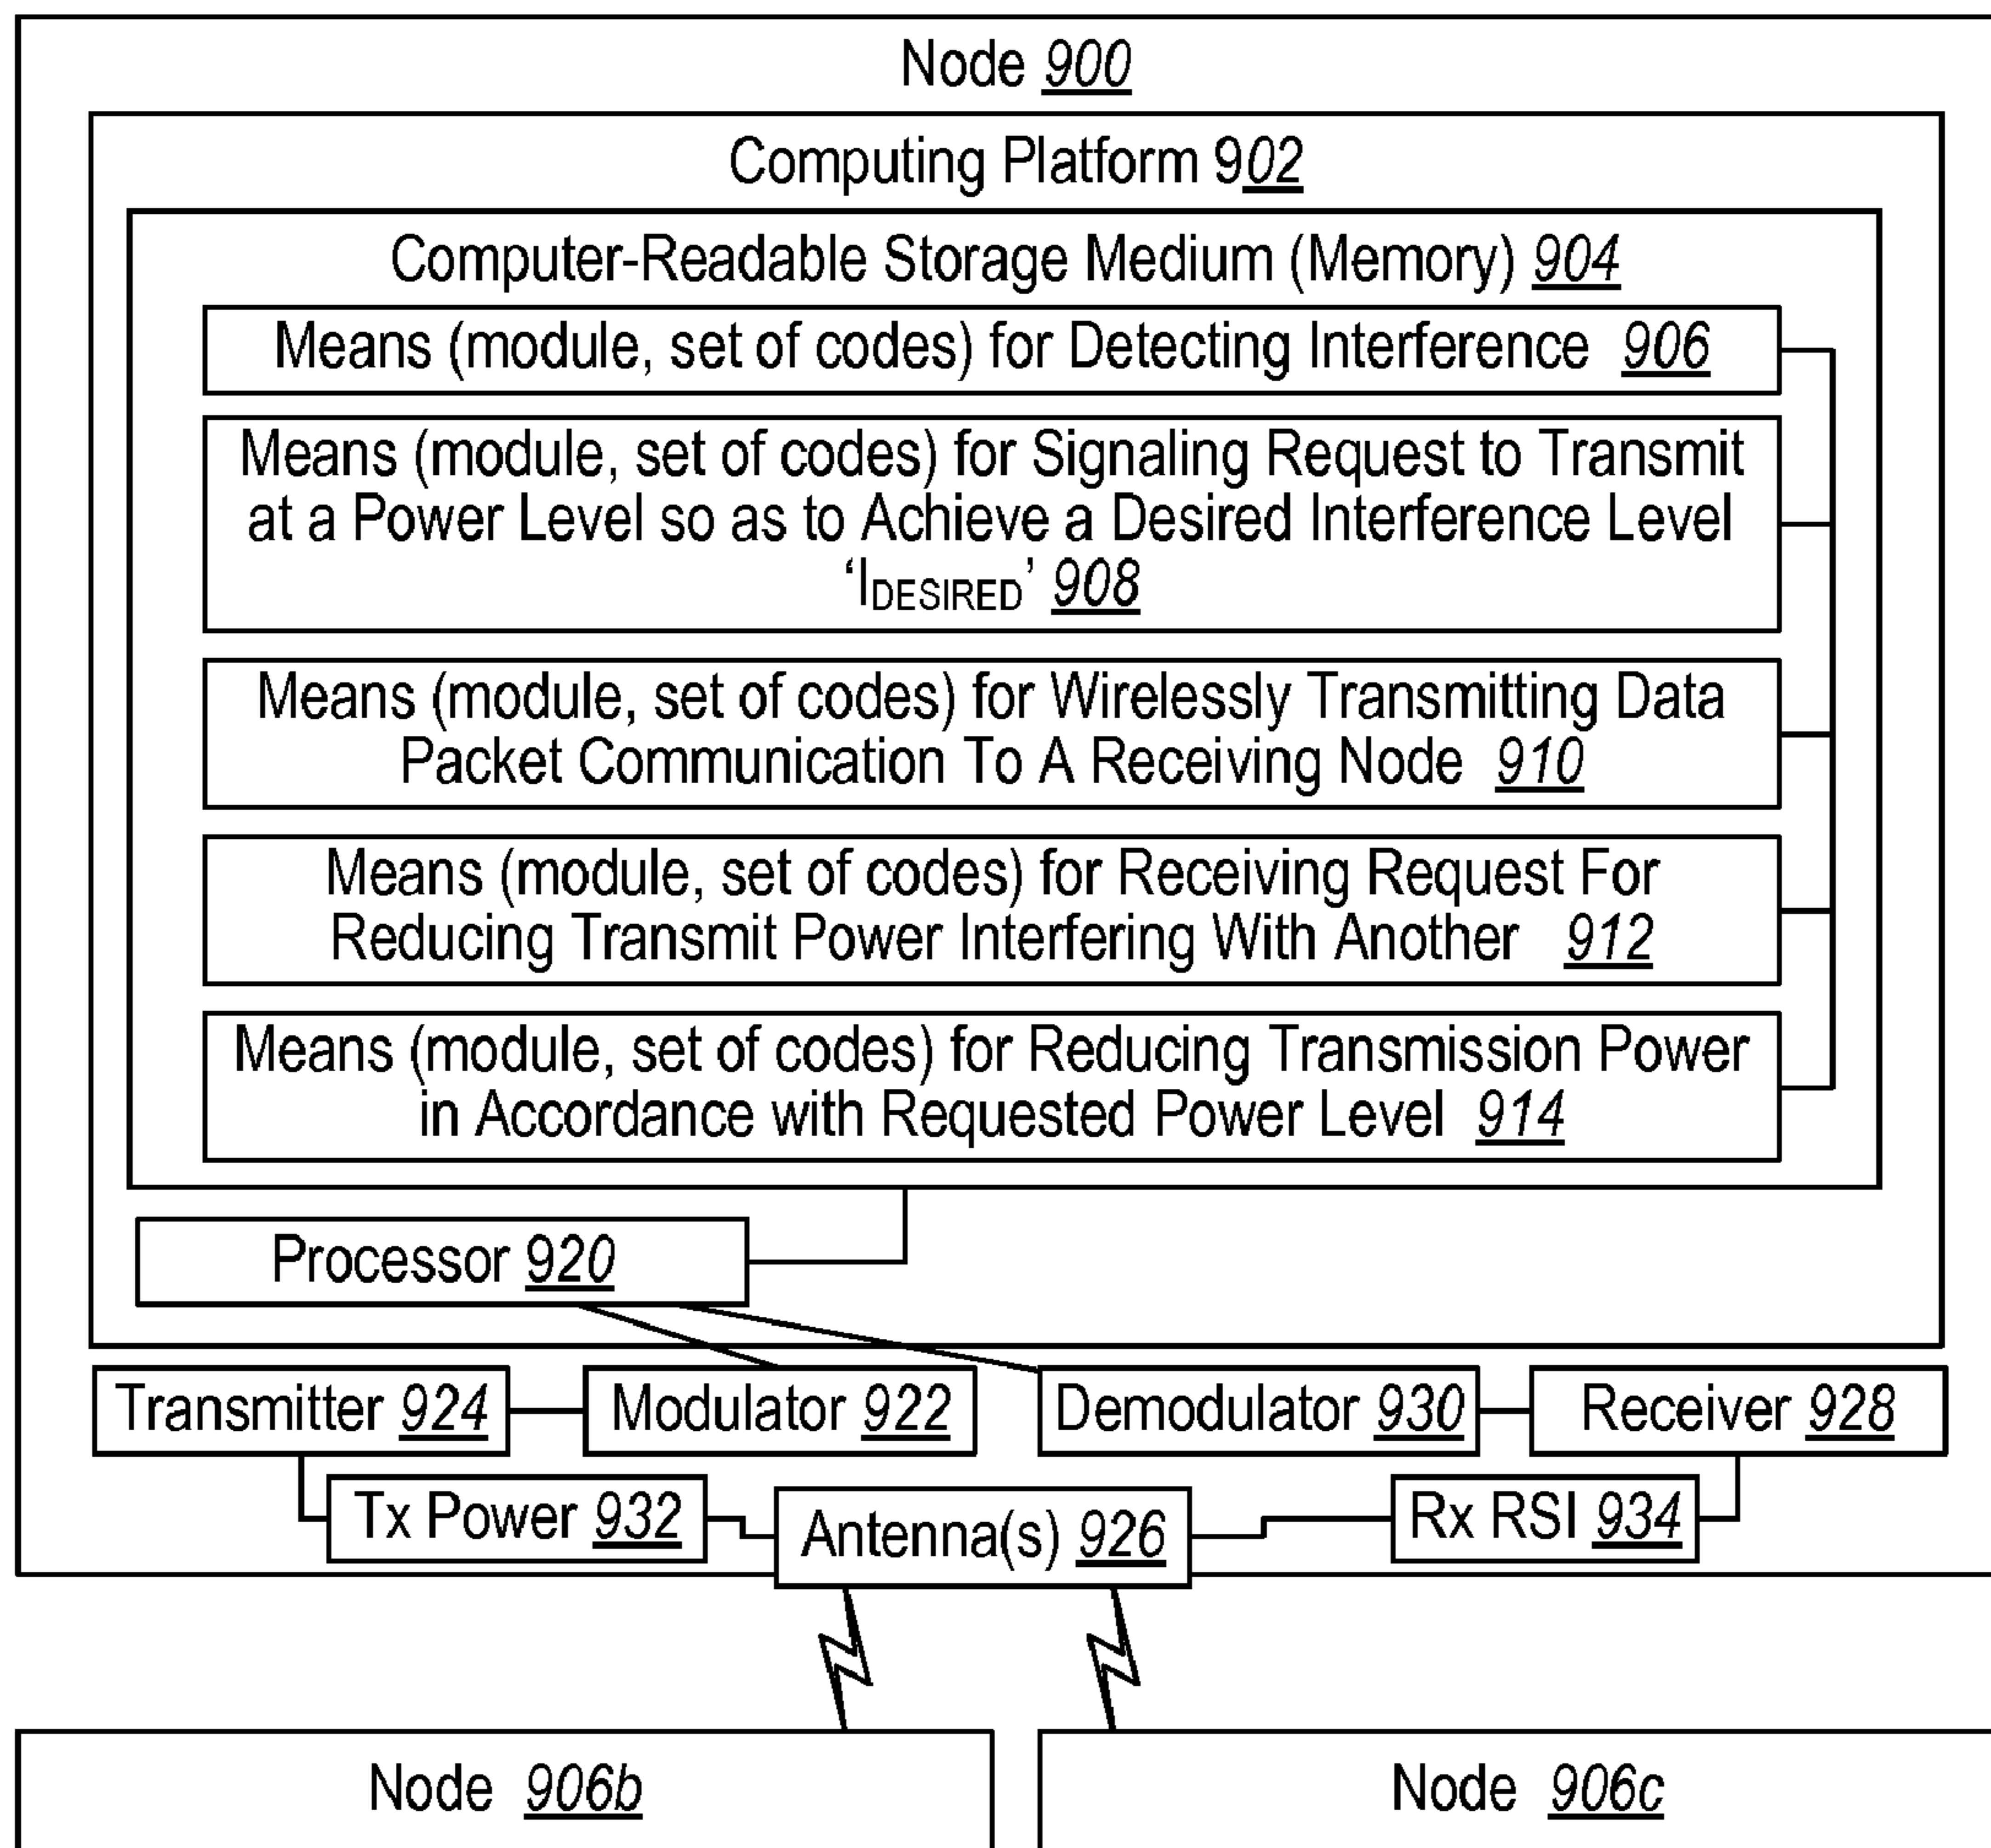 Node 900
Computing Platform 902
Computer-Readable Storage Medium (Memory) 904
Means (module, set of codes) for Detecting Interference 906
Means (module, set of codes) for Signaling Request to Transmit
at a Power Level so as to Achieve a Desired Interference Level
‘IDESIRED’ 908
Means (module, set of codes) for Wirelessly Transmitting Data
Packet Communication To A Receiving Node 910
Means (module, set of codes) for Receiving Request For
Reducing Transmit Power Interfering With Another 912
Means (module, set of codes) for Reducing Transmission Power
in Accordance with Requested Power Level 914
Processor 920
Transmitter 924
Modulator 922
Demodulator 930
Receiver 928
Tx Power 932
Antenna(s) 926
Rx RSI 934
Node 906b
Node 906c